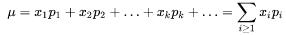 μ = x₁p₁ + x₂p₂ + … + xₖpₖ + … = ∑_{i≥1} xᵢpᵢ